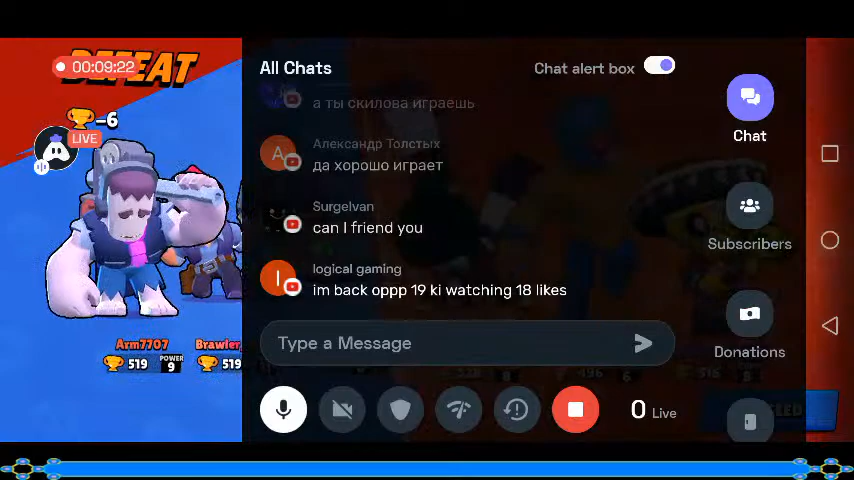 DEFEAT
00:09:22
-6
LIVE
Arm7707
Brawler
519
POWER
9
519
All Chats
Chat alert box
а ты скилова играешь
Александр Толстых
да хорошо играет
Surgelvan
can I friend you
logical gaming
im back oppp 19 ki watching 18 likes
Type a Message
0 Live
Chat
Subscribers
Donations